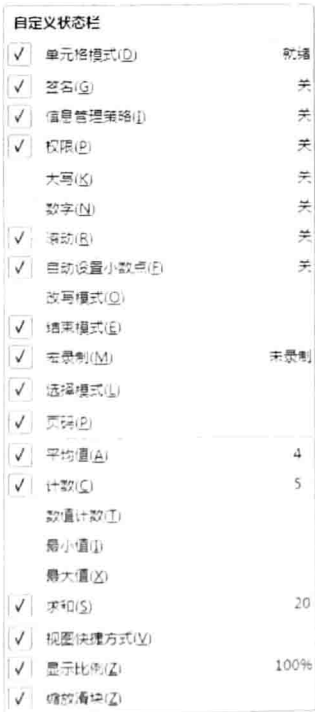 自定义状态栏
单元格模式(D) 就绪
签名(G) 关
信息管理策略(I) 关
权限(P) 关
大写(K) 关
数字(N) 关
滚动(R) 关
自动设置小数点(F) 关
改写模式(O)
结束模式(E)
宏录制(M) 未录制
选择模式(L)
页码(P)
平均值(A) 4
计数(C) 5
数值计数(T)
最小值(I)
最大值(X)
求和(S) 20
视图快捷方式(V)
显示比例(Z) 100%
缩放滑块(Z)